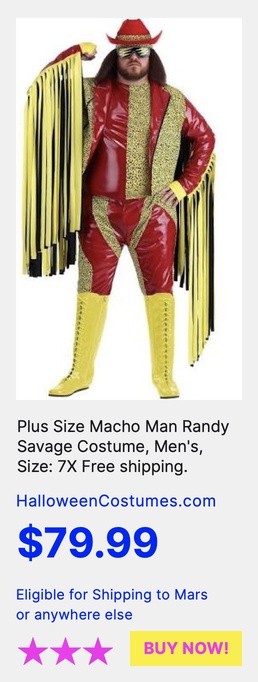 Plus Size Macho Man Randy
Savage Costume, Men's,
Size: 7X Free shipping.
HalloweenCostumes.com
$79.99
Eligible for Shipping to Mars
or anywhere else
BUY NOW!